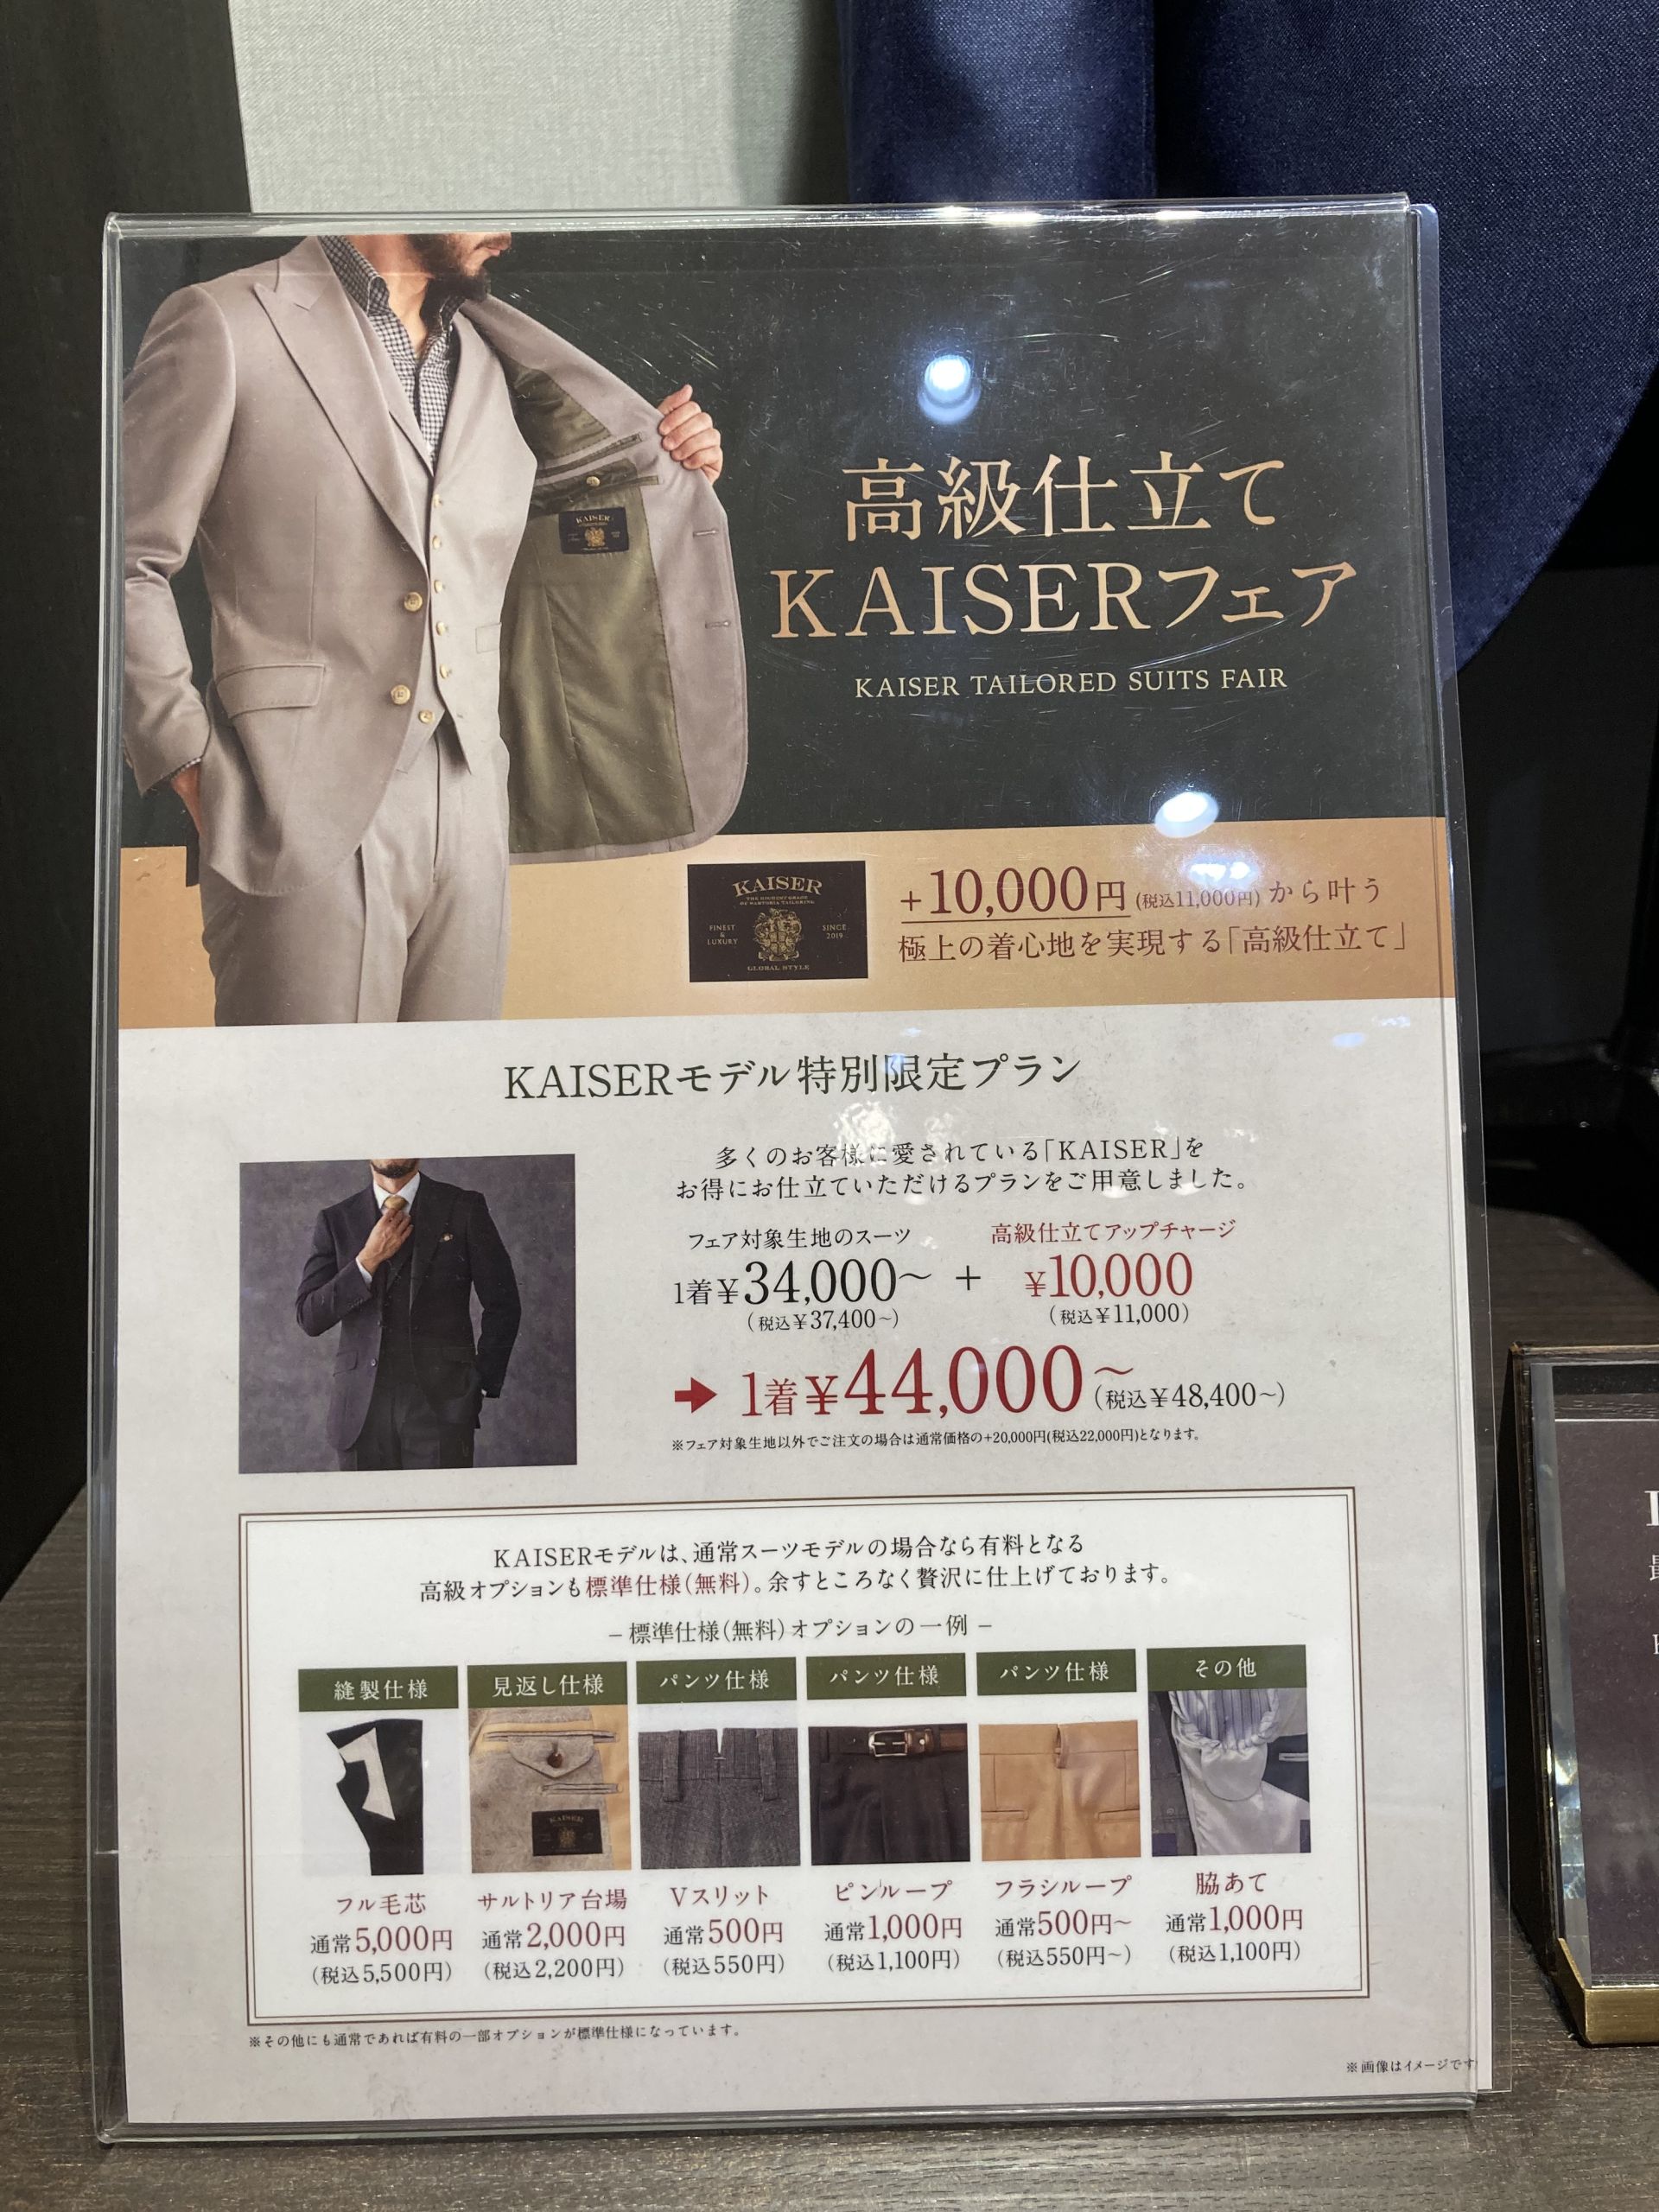 高級仕立て
KAISERフェア
KAISER TAILORED SUITS FAIR
KAISER
KAISER
THE HIGHEST GRADE
OF SARTORIA TAILORING
FINEST
&
LUXURY
SINCE
2019
GLOBAL STYLE
+10,000円(税込11,000円)から叶う
極上の着心地を実現する「高級仕立て」
KAISERモデル特別限定プラン
多くのお客様に愛されている「KAISER」を
お得にお仕立ていただけるプランをご用意しました。
フェア対象生地のスーツ
1着¥34,000〜
(税込¥37,400~)
+
高級仕立てアップチャージ
¥10,000
(税込¥11,000)
1着¥44,000〜(税込¥48,400~)
※フェア対象生地以外でご注文の場合は通常価格の+20,000円(税込22,000円)となります。
KAISERモデルは、通常スーツモデルの場合なら有料となる
高級オプションも標準仕様(無料)。余すところなく贅沢に仕上げております。
– 標準仕様(無料)オプションの一例 –
縫製仕様
フル毛芯
通常5,000円
(税込5,500円)
見返し仕様
KAISER
サルトリア台場
通常2,000円
(税込2,200円)
パンツ仕様
Vスリット
通常500円
(税込550円)
パンツ仕様
ピンループ
通常1,000円
(税込1,100円)
パンツ仕様
フラシループ
通常500円~
(税込550円~)
その他
脇あて
通常1,000円
(税込1,100円)
※その他にも通常であれば有料の一部オプションが標準仕様になっています。
※画像はイメージです